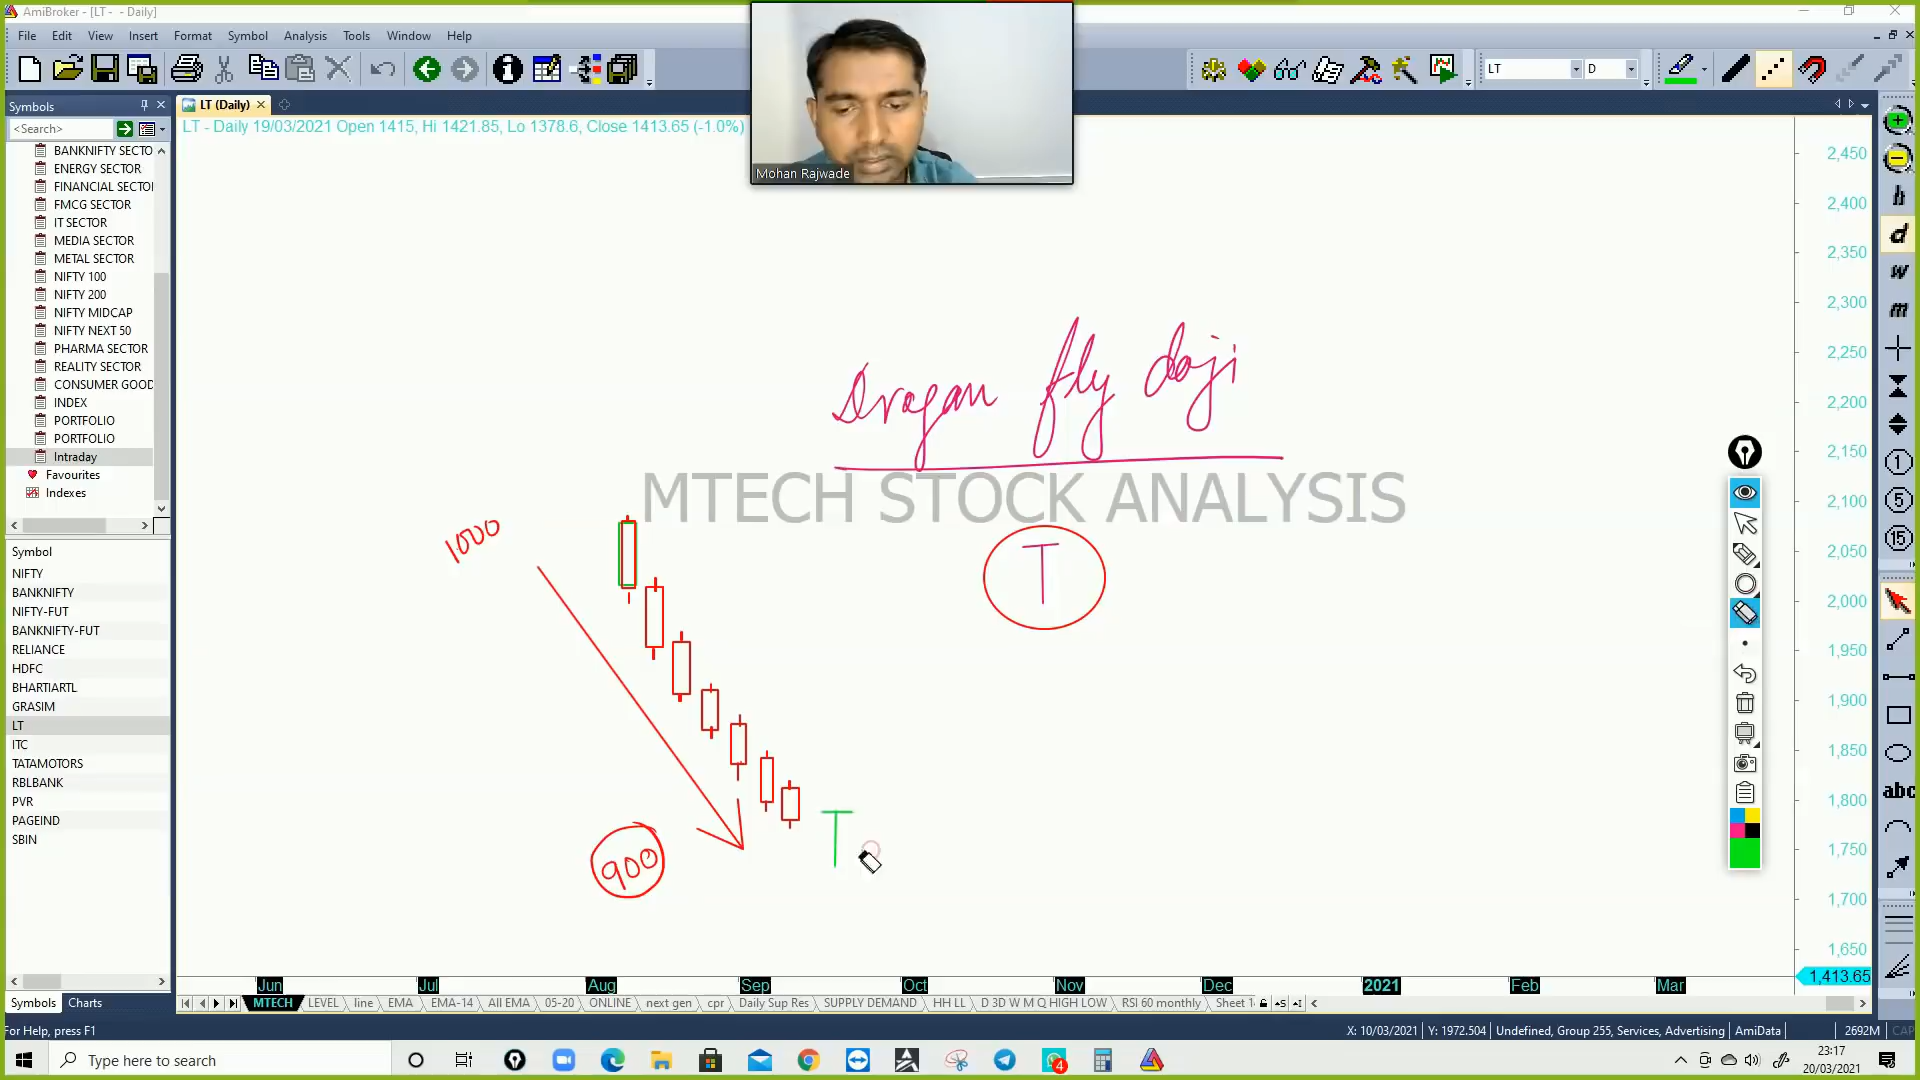 AmiBroker - [LT - - Daily]
File Edit View Insert Format Symbol Analysis Tools Window Help
LT D
Symbols
LT (Daily)
<Search>
LT - Daily 19/03/2021 Open 1415, Hi 1421.85, Lo 1378.6, Close 1413.65 (-1.0%)
Mohan Rajwade
BANKNIFTY SECTO
ENERGY SECTOR
FINANCIAL SECTOI
FMCG SECTOR
IT SECTOR
MEDIA SECTOR
METAL SECTOR
NIFTY 100
NIFTY 200
NIFTY MIDCAP
NIFTY NEXT 50
PHARMA SECTOR
REALITY SECTOR
CONSUMER GOOD
INDEX
PORTFOLIO
PORTFOLIO
Intraday
Favourites
Indexes
Symbol
NIFTY
BANKNIFTY
NIFTY-FUT
BANKNIFTY-FUT
RELIANCE
HDFC
BHARTIARTL
GRASIM
LT
ITC
TATAMOTORS
RBLBANK
PVR
PAGEIND
SBIN
Symbols Charts
Dragan fly doji
MTECH STOCK ANALYSIS
T
1000
900
T
2,450
2,400
2,350
2,300
2,250
2,200
2,150
2,100
2,050
2,000
1,950
1,900
1,850
1,800
1,750
1,700
1,650
1,413.65
h
d
w
m
1
5
15
abc
Jun Jul Aug Sep Oct Nov Dec 2021 Feb Mar
MTECH LEVEL line EMA EMA-14 All EMA 05-20 ONLINE next gen cpr Daily Sup Res SUPPLY DEMAND HH LL D 3D W M Q HIGH LOW RSI 60 monthly Sheet 1
For Help, press F1
X: 10/03/2021 Y: 1972.504 Undefined, Group 255, Services, Advertising AmiData 2692M CAP
Type here to search
4
23:17
20/03/2021